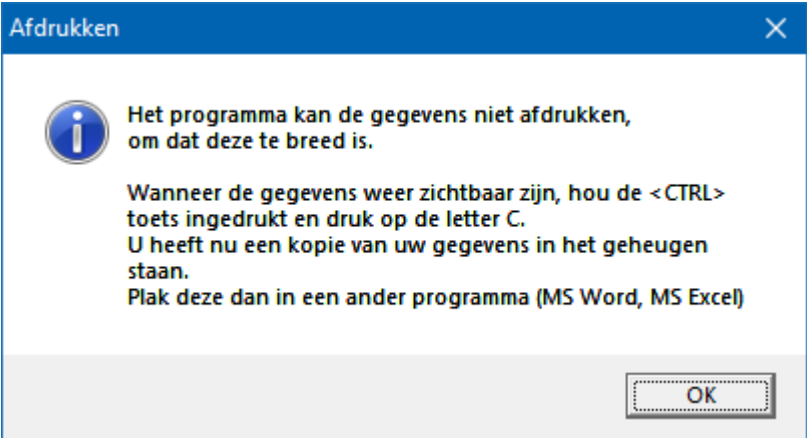 Afdrukken
Het programma kan de gegevens niet afdrukken,
om dat deze te breed is.
Wanneer de gegevens weer zichtbaar zijn, hou de <CTRL>
toets ingedrukt en druk op de letter C.
U heeft nu een kopie van uw gegevens in het geheugen
staan.
Plak deze dan in een ander programma (MS Word, MS Excel)
OK